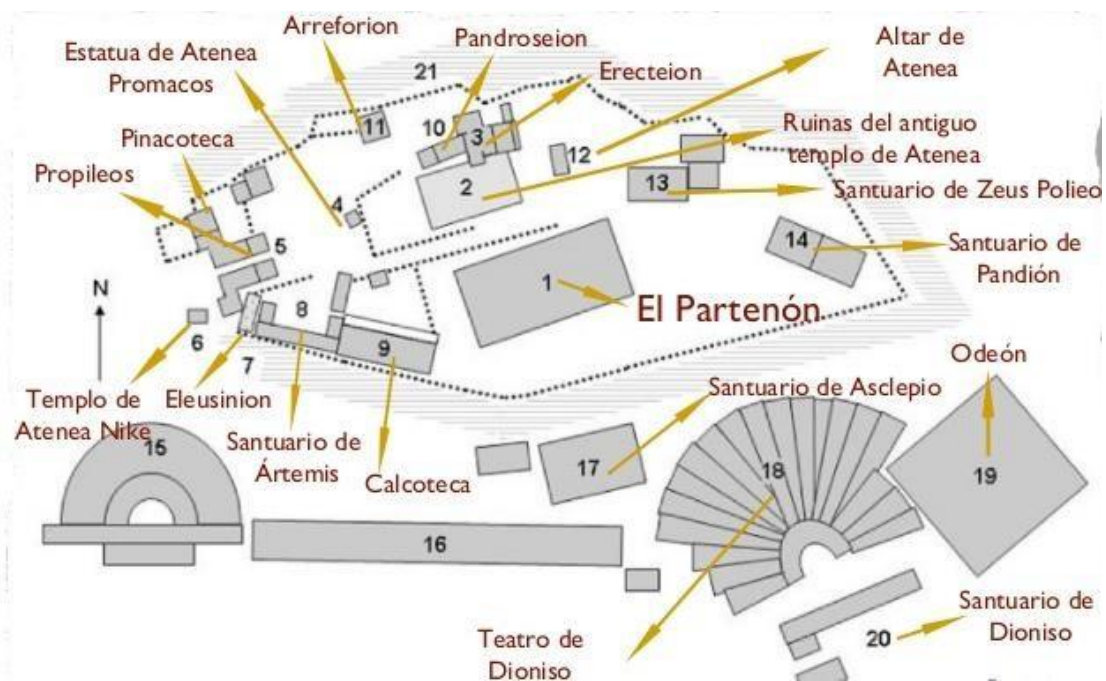 Arreforion
Estatua de Atenea
Promacos
Pandroseion
Altar de
Atenea
Erecteion
Pinacoteca
Propileos
Ruinas del antiguo
templo de Atenea
Santuario de Zeus Polieo
Santuario de
Pandión
El Partenón
N
21
11
10
3
12
2
13
4
5
14
1
8
6
7
9
Templo de
Atenea Nike
Eleusinion
Santuario de
Ártemis
Calcoteca
Santuario de Asclepio
Odeón
15
16
17
18
19
Teatro de
Dioniso
20
Santuario de
Dioniso